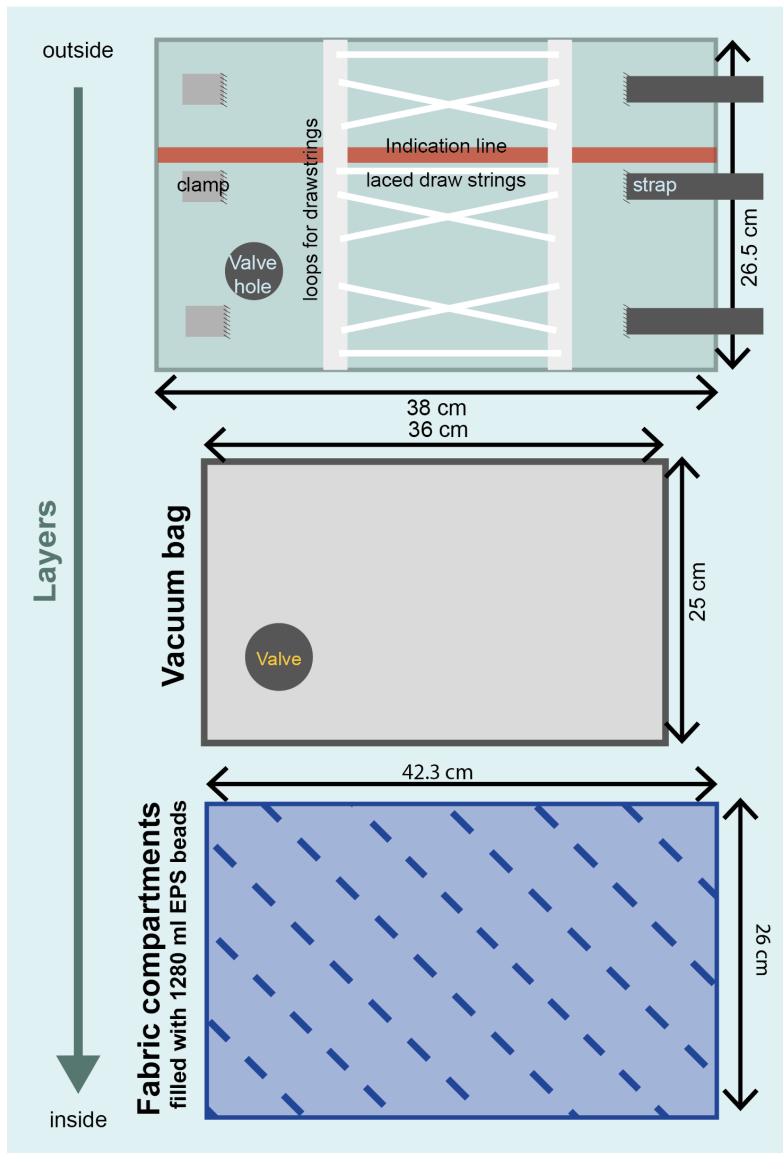 outside
clamp
loops for drawstrings
Indication line
laced draw strings
strap
Valve
hole
26.5 cm
38 cm
36 cm
Layers
Vacuum bag
Valve
25 cm
42.3 cm
Fabric compartments
filled with 1280 ml EPS beads
26 cm
inside